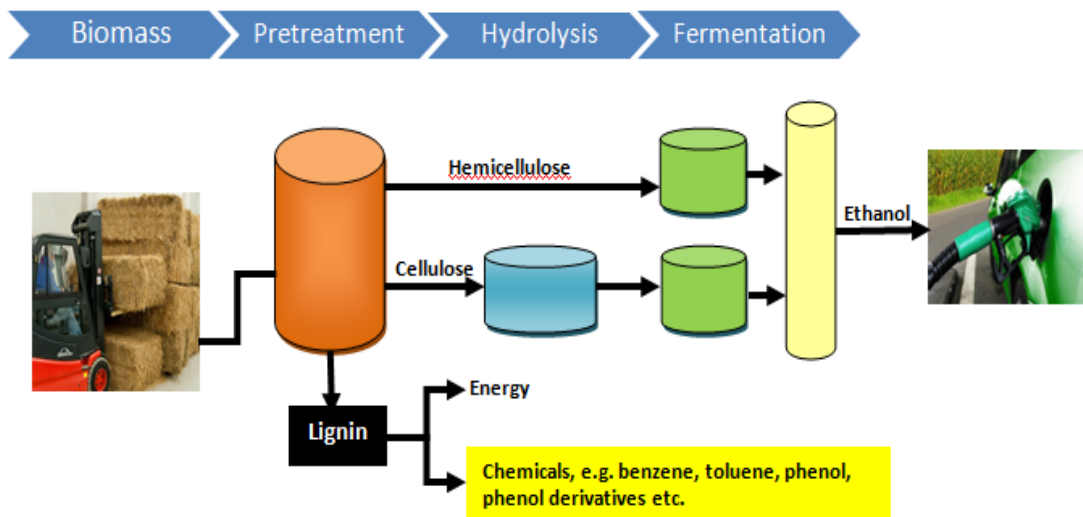 Biomass
Pretreatment
Hydrolysis
Fermentation
Hemicellulose
Ethanol
Cellulose
Energy
Lignin
Chemicals, e.g. benzene, toluene, phenol,
phenol derivatives etc.